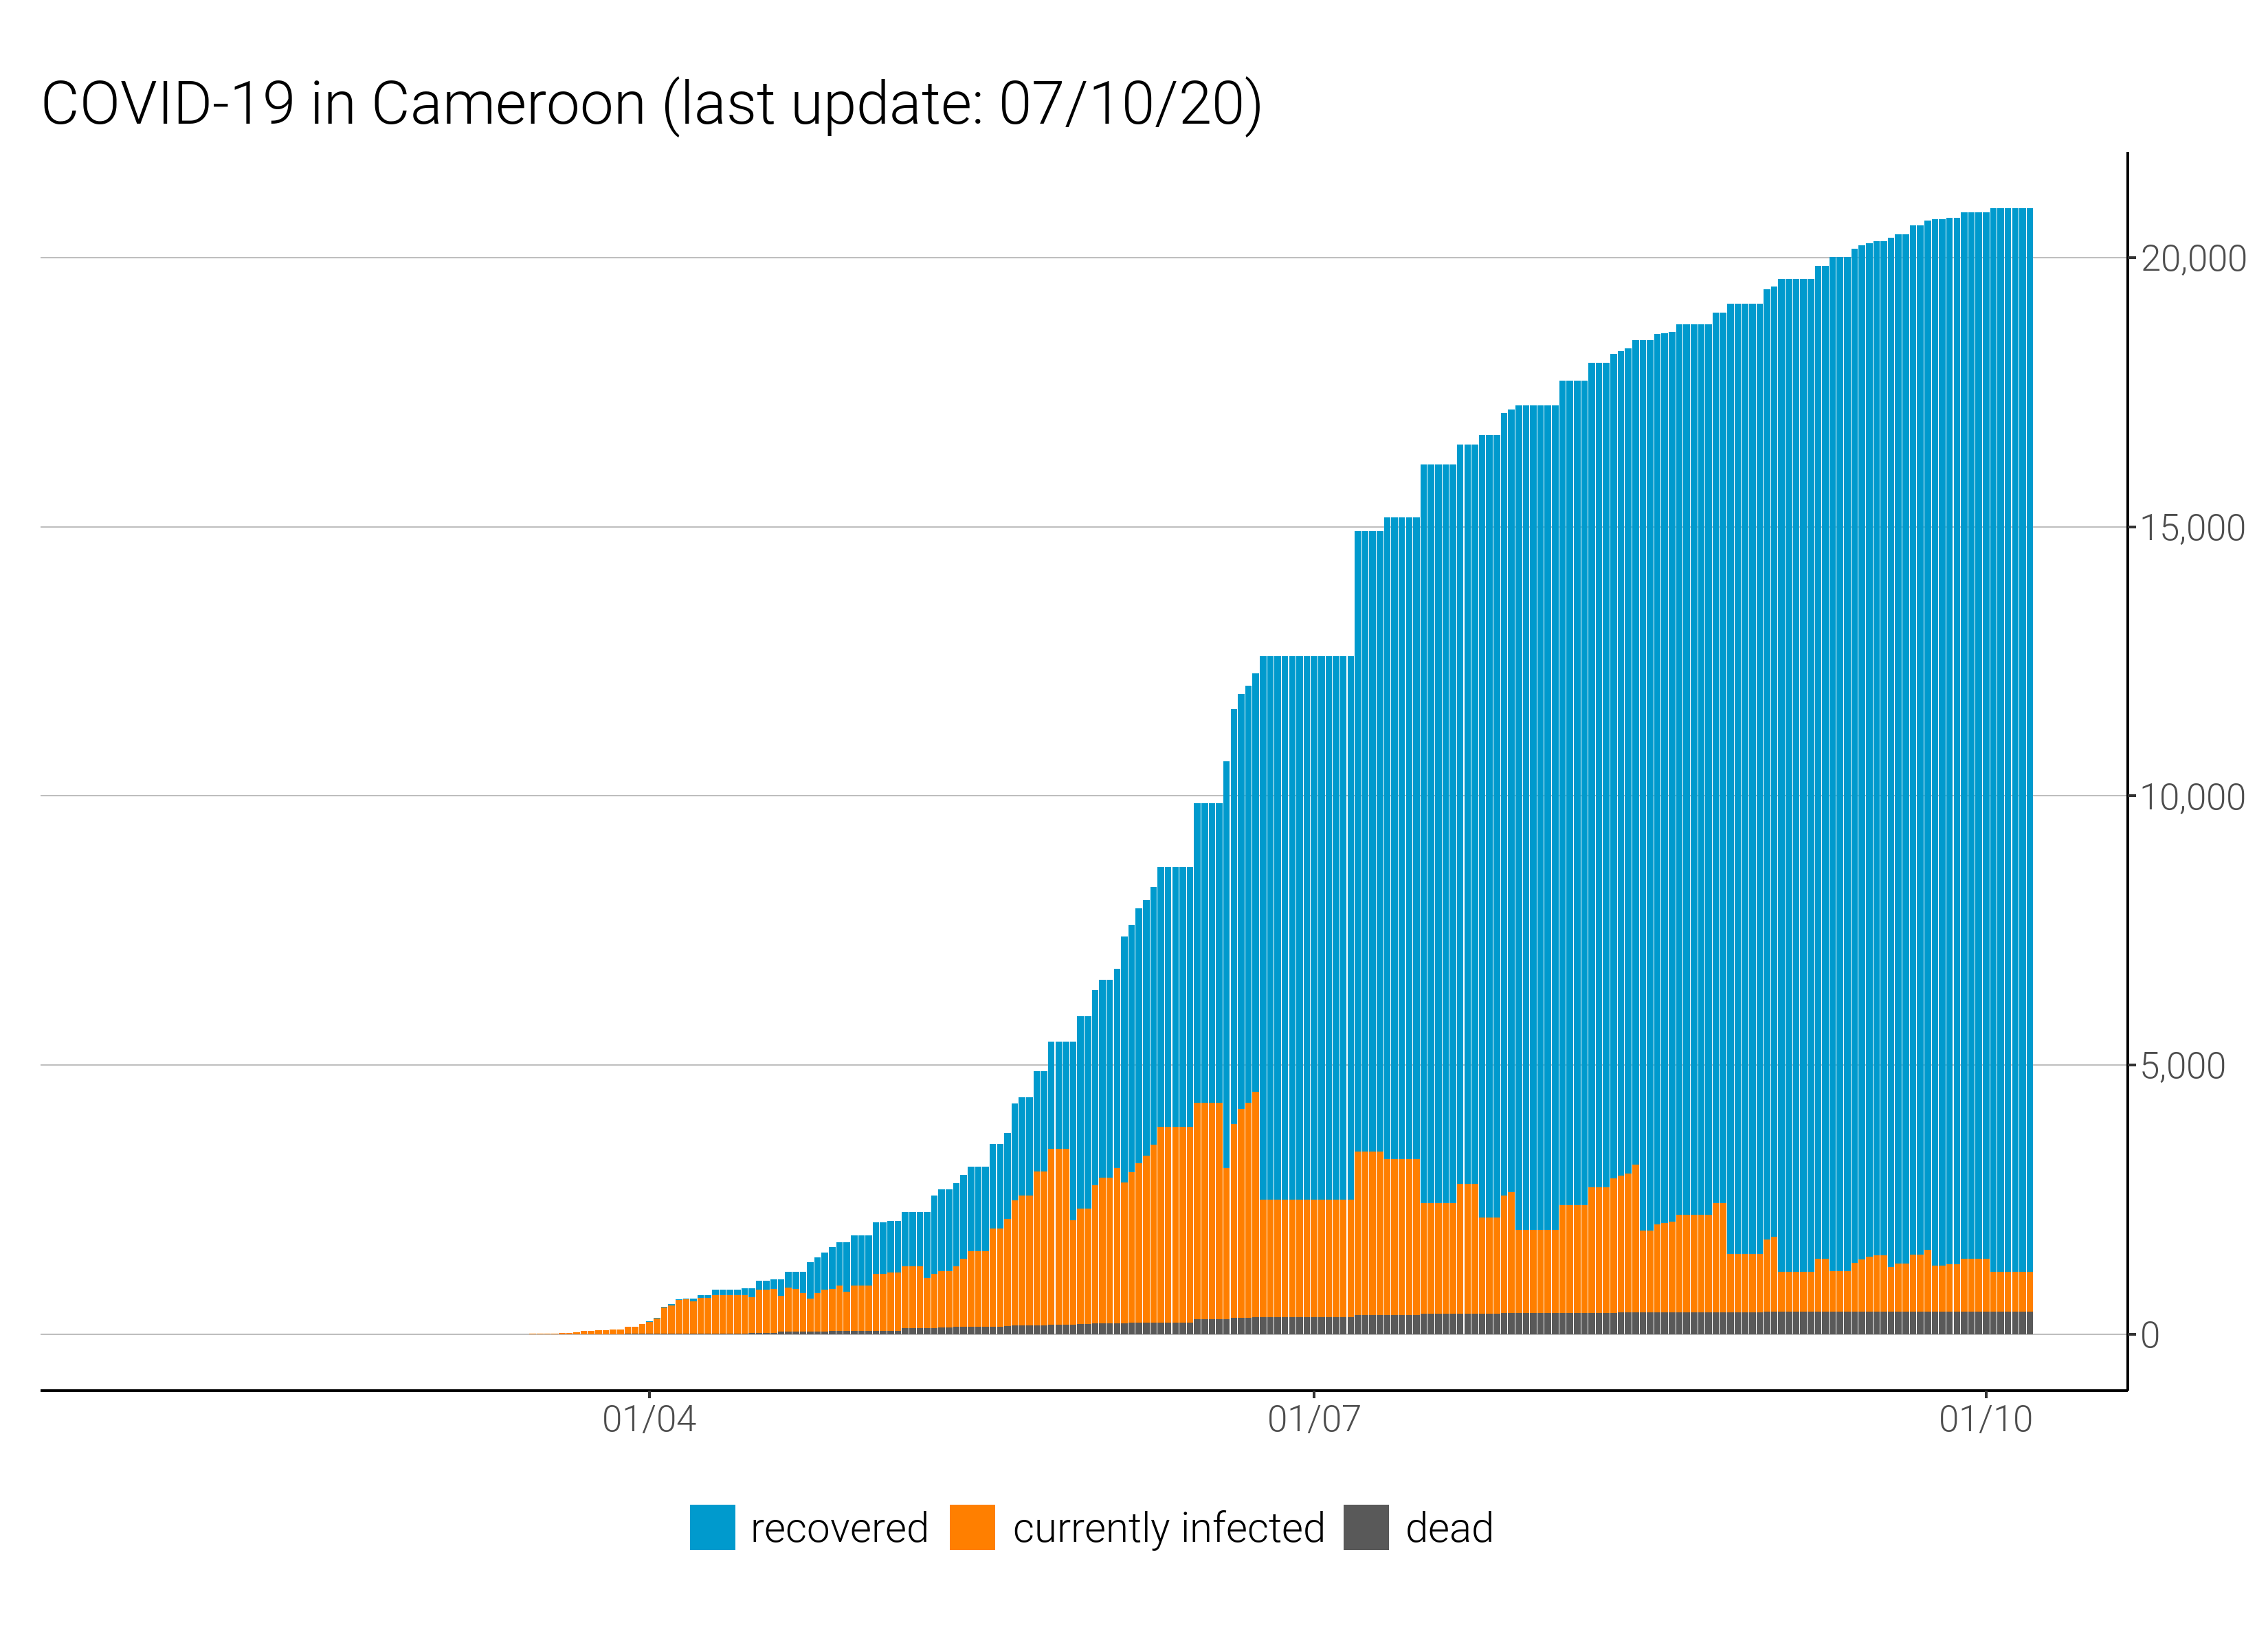 COVID-19 in Cameroon (last update: 07/10/20)
20,000
15,000
10,000
5,000
0
01/04 01/07 01/10
recovered currently infected dead